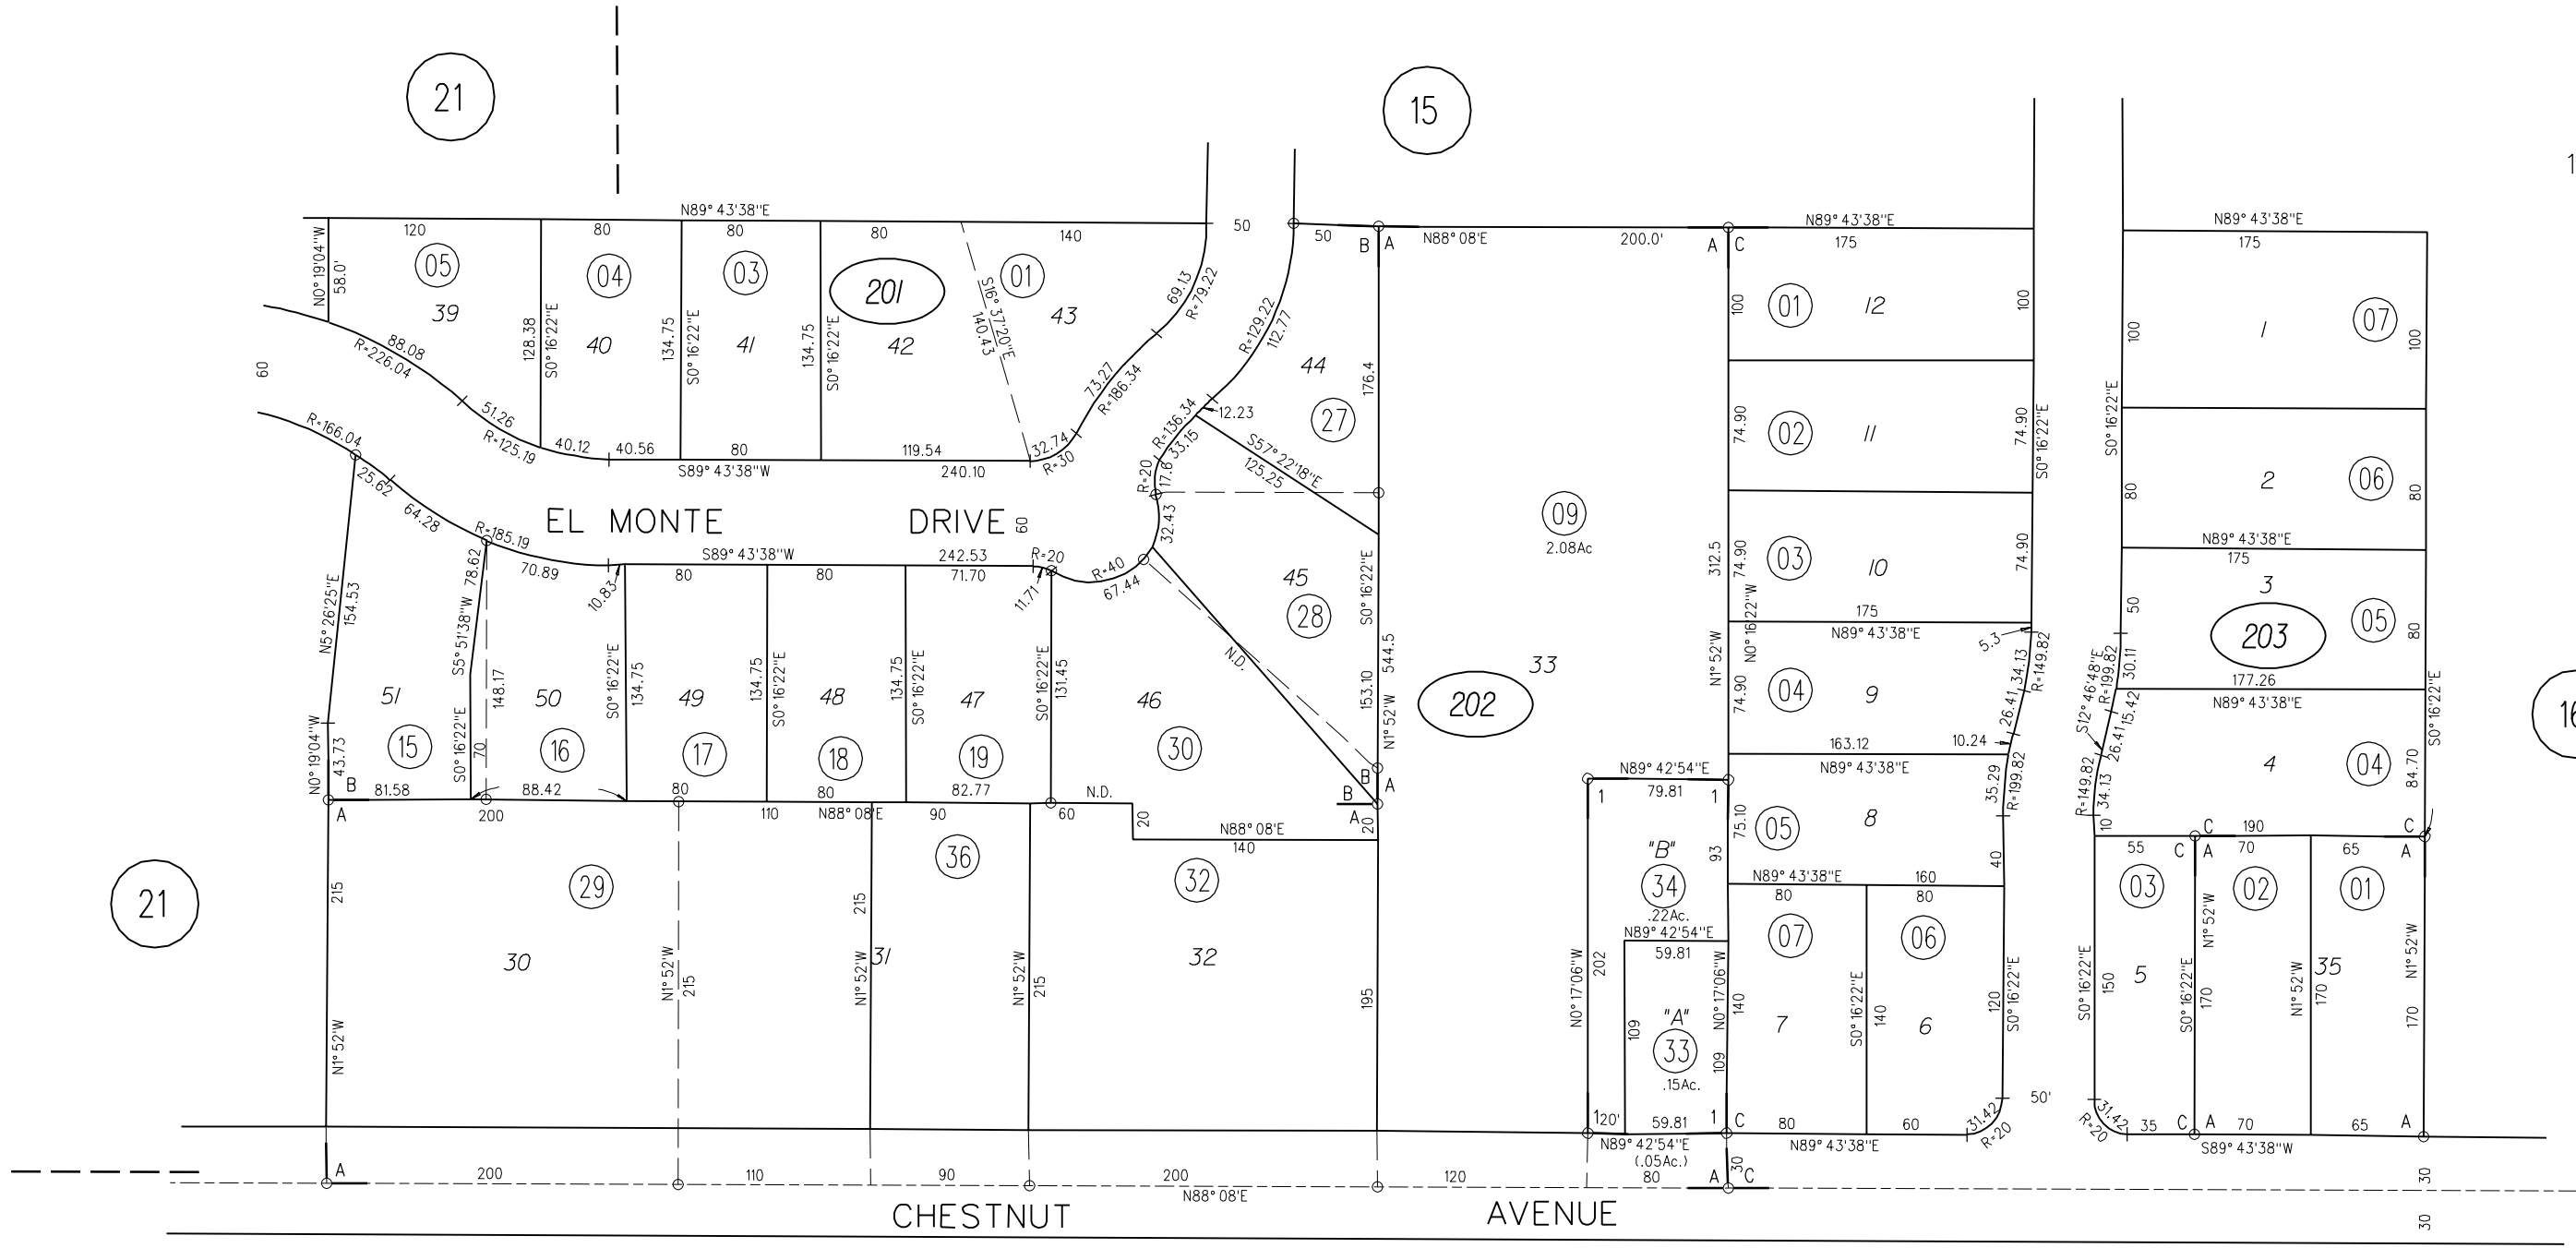 21
15
1
N89° 43'38"E
120
80
80
80
140
50
50
B
A
N88° 08'E
200.0'
A
C
N89° 43'38"E
175
N89° 43'38"E
175
N0° 19'04"W
58.0'
05
39
128.38
S0° 16'22"E
04
40
134.75
S0° 16'22"E
03
41
134.75
S0° 16'22"E
201
42
S16° 37'20"E
140.43
01
43
69.13
R=79.22
73.27
R=186.34
32.74
R=30
60
88.08
R=226.04
51.26
R=125.19
40.12
40.56
80
119.54
S89° 43'38"W
240.10
R=129.22
112.77
44
27
176.4
12.23
R=136.34
33.15
S57° 22'18"E
125.25
R=20
17.6
32.43
R=166.04
25.62
64.28
R=185.19
70.89
10.83
EL MONTE
DRIVE
60
S89° 43'38"W
242.53
80
80
71.70
R=20
11.71
R=40
67.44
N5° 26'25"E
154.53
N0° 19'04"W
43.73
51
15
S5° 51'38"W
78.62
S0° 16'22"E
70
148.17
50
16
S0° 16'22"E
134.75
49
17
134.75
S0° 16'22"E
48
18
134.75
S0° 16'22"E
47
19
S0° 16'22"E
131.45
46
30
N.D.
45
28
S0° 16'22"E
153.10
N1° 52'W
544.5
B
A
B
A
20
B
A
81.58
88.42
80
80
82.77
N.D.
200
110
N88° 08'E
90
60
20
N88° 08'E
140
21
215
N1° 52'W
29
30
N1° 52'W
215
215
N1° 52'W
31
36
N1° 52'W
215
32
32
195
09
2.08Ac
33
202
312.5
N1° 52'W
N0° 16'22"W
100
01
12
100
74.90
02
11
74.90
S0° 16'22"E
74.90
03
10
74.90
175
N89° 43'38"E
5.3
74.90
04
9
34.13
R=149.82
26.41
163.12
10.24
N89° 43'38"E
35.29
R=199.82
75.10
05
8
40
N89° 43'38"E
160
80
80
N89° 42'54"E
79.81
1
1
93
"B"
34
.22Ac.
N89° 42'54"E
59.81
N0° 17'06"W
202
"A"
33
.15Ac.
109
N0° 17'06"W
109
140
07
7
S0° 16'22"E
140
06
6
120
S0° 16'22"E
1
20'
59.81
1
C
80
60
31.42
R=20
50'
N89° 42'54"E
(.05Ac.)
N89° 43'38"E
100
1
07
100
S0° 16'22"E
80
2
06
80
N89° 43'38"E
175
50
3
203
05
80
30.11
R=199.82
S12° 46'48"E
15.42
26.41
177.26
N89° 43'38"E
S0° 16'22"E
R=149.82
34.13
10
4
04
84.70
16
C
190
C
55
C
A
70
65
A
03
02
01
5
35
S0° 16'22"E
150
S0° 16'22"E
N1° 52'W
170
N1° 52'W
170
N1° 52'W
170
31.42
R=20
35
C
A
70
65
A
S89° 43'38"W
A
200
110
90
200
N88° 08'E
120
80
30
A
C
30
30
CHESTNUT
AVENUE